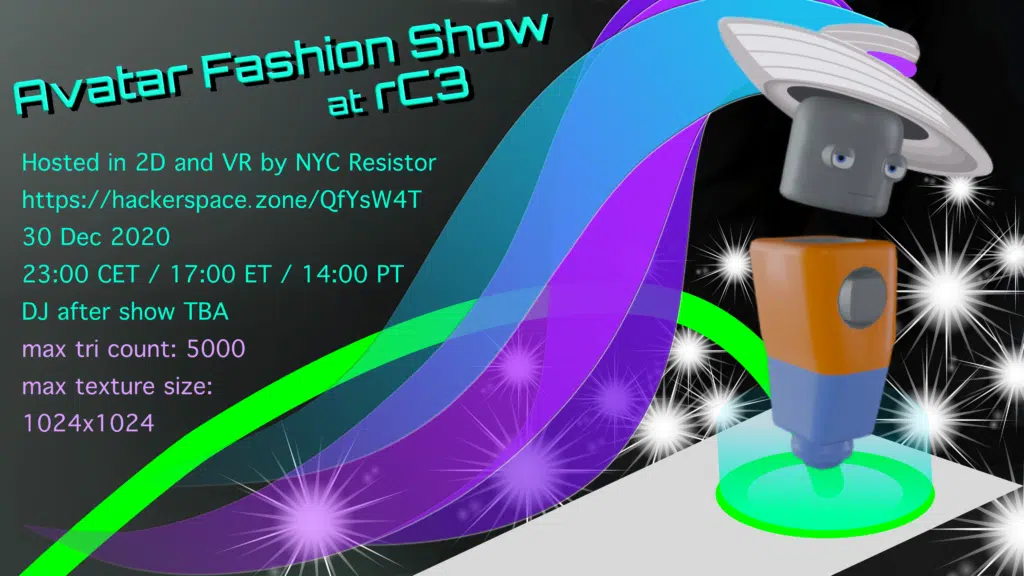 Avatar Fashion Show
at rC3
Hosted in 2D and VR by NYC Resistor
https://hackerspace.zone/QfYsW4T
30 Dec 2020
23:00 CET / 17:00 ET / 14:00 PT
DJ after show TBA
max tri count: 5000
max texture size:
1024x1024